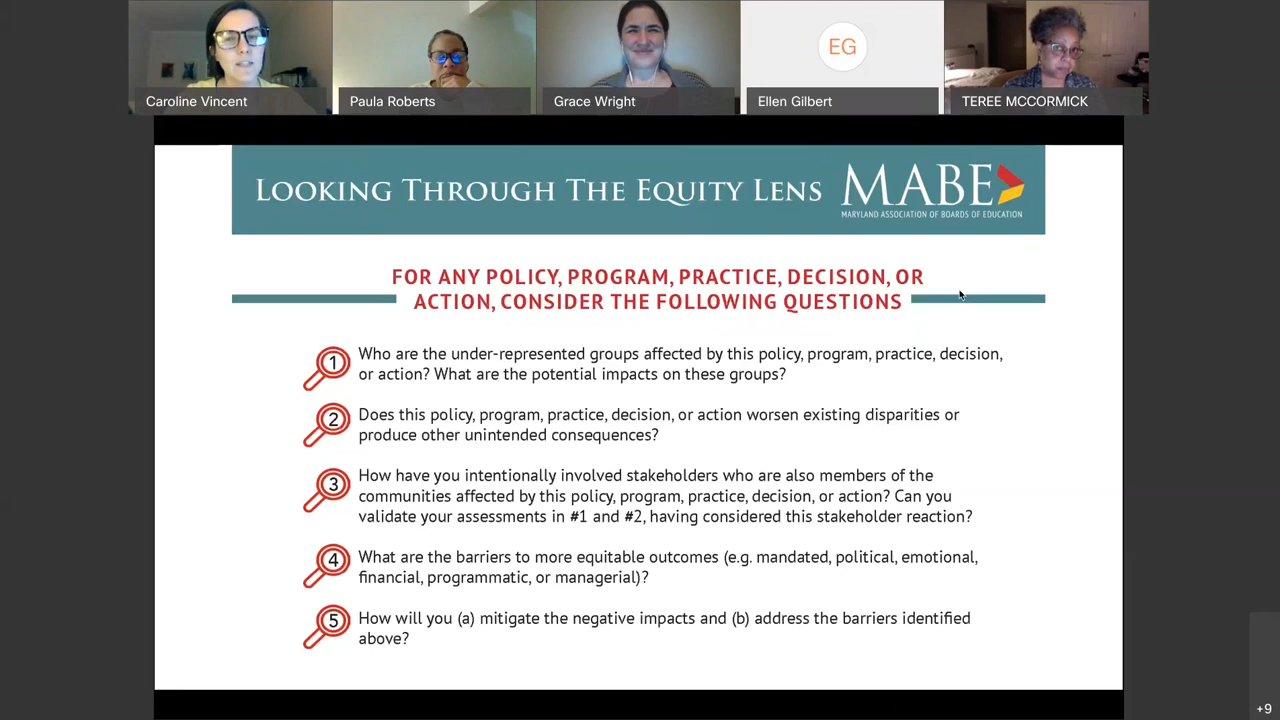 Caroline Vincent
Paula Roberts
Grace Wright
EG
Ellen Gilbert
TEREE MCCORMICK
LOOKING THROUGH THE EQUITY LENS
MABE
MARYLAND ASSOCIATION OF BOARDS OF EDUCATION
FOR ANY POLICY, PROGRAM, PRACTICE, DECISION, OR
ACTION, CONSIDER THE FOLLOWING QUESTIONS
1 Who are the under-represented groups affected by this policy, program, practice, decision,
or action? What are the potential impacts on these groups?
2 Does this policy, program, practice, decision, or action worsen existing disparities or
produce other unintended consequences?
3 How have you intentionally involved stakeholders who are also members of the
communities affected by this policy, program, practice, decision, or action? Can you
validate your assessments in #1 and #2, having considered this stakeholder reaction?
4 What are the barriers to more equitable outcomes (e.g. mandated, political, emotional,
financial, programmatic, or managerial)?
5 How will you (a) mitigate the negative impacts and (b) address the barriers identified
above?
+9